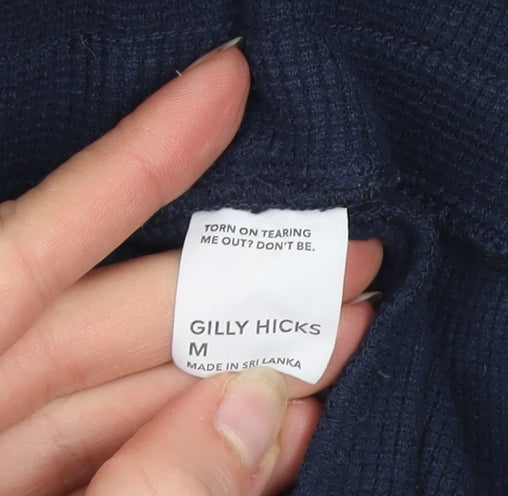 TORN ON TEARING
ME OUT? DON'T BE.
GILLY HICKS
M
MADE IN SRI LANKA